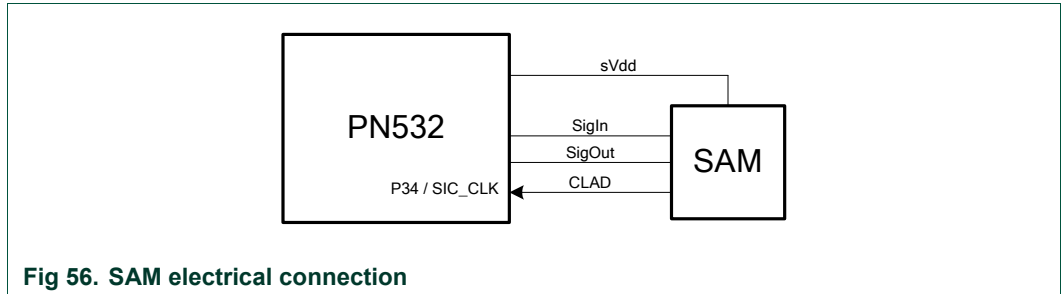 sVdd
PN532
SigIn
SigOut
SAM
P34 / SIC_CLK
CLAD
Fig 56. SAM electrical connection